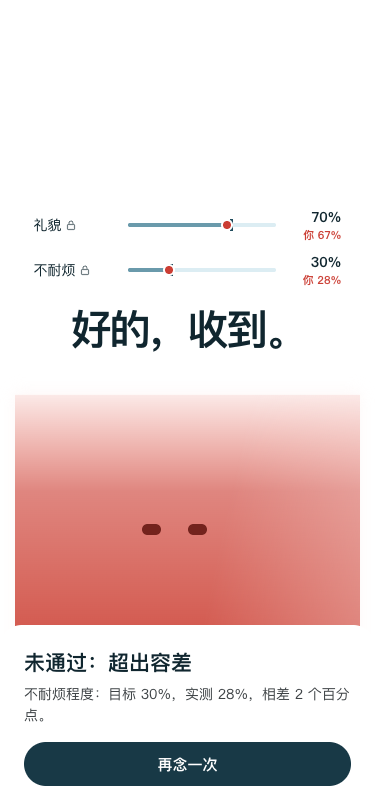 礼貌
70%
你 67%
不耐烦
30%
你 28%
好的，收到。
未通过：超出容差
不耐烦程度：目标 30%，实测 28%，相差 2 个百分
点。
再念一次